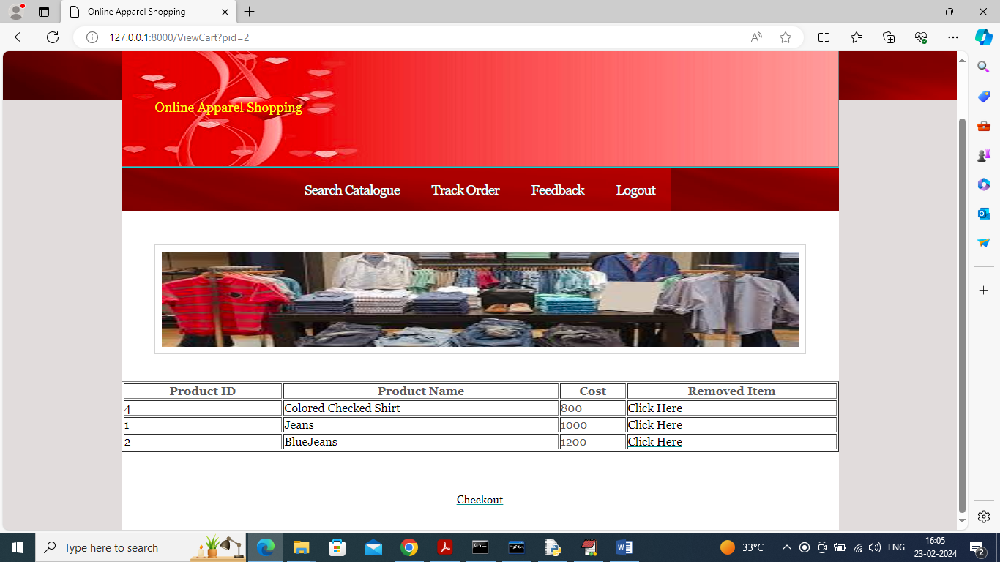 Online Apparel Shopping
127.0.0.1:8000/ViewCart?pid=2
Online Apparel Shopping
Search Catalogue Track Order Feedback Logout
Product ID Product Name Cost Removed Item
4 Colored Checked Shirt 800 Click Here
1 Jeans 1000 Click Here
2 BlueJeans 1200 Click Here
Checkout
Type here to search
33°C
ENG
16:05
23-02-2024
2